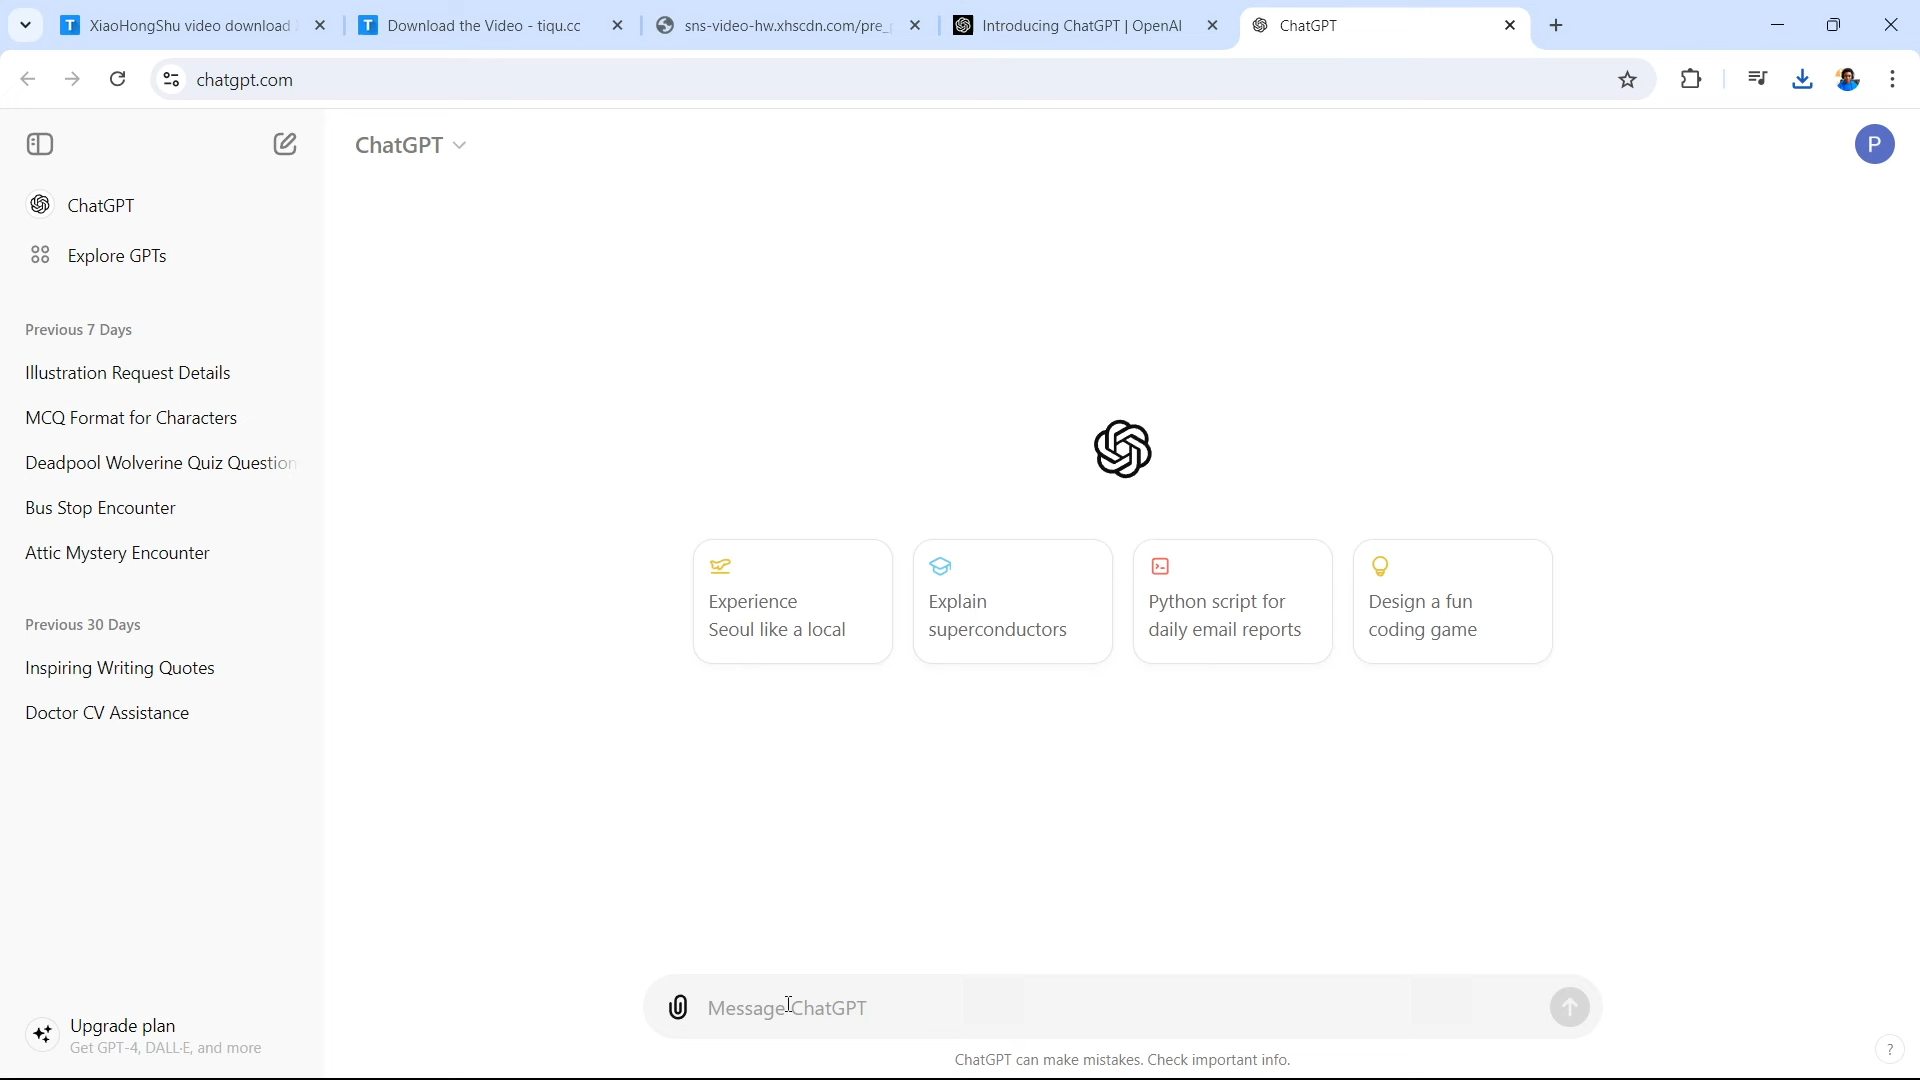 XiaoHongShu video download
Download the Video - tiqu.cc
sns-video-hw.xhscdn.com/pre_
Introducing ChatGPT | OpenAI
ChatGPT
chatgpt.com
ChatGPT
P
ChatGPT
Explore GPTs
Previous 7 Days
Illustration Request Details
MCQ Format for Characters
Deadpool Wolverine Quiz Question
Bus Stop Encounter
Attic Mystery Encounter
Previous 30 Days
Inspiring Writing Quotes
Doctor CV Assistance
Experience
Seoul like a local
Explain
superconductors
Python script for
daily email reports
Design a fun
coding game
Upgrade plan
Get GPT-4, DALL·E, and more
Message ChatGPT
ChatGPT can make mistakes. Check important info.
?